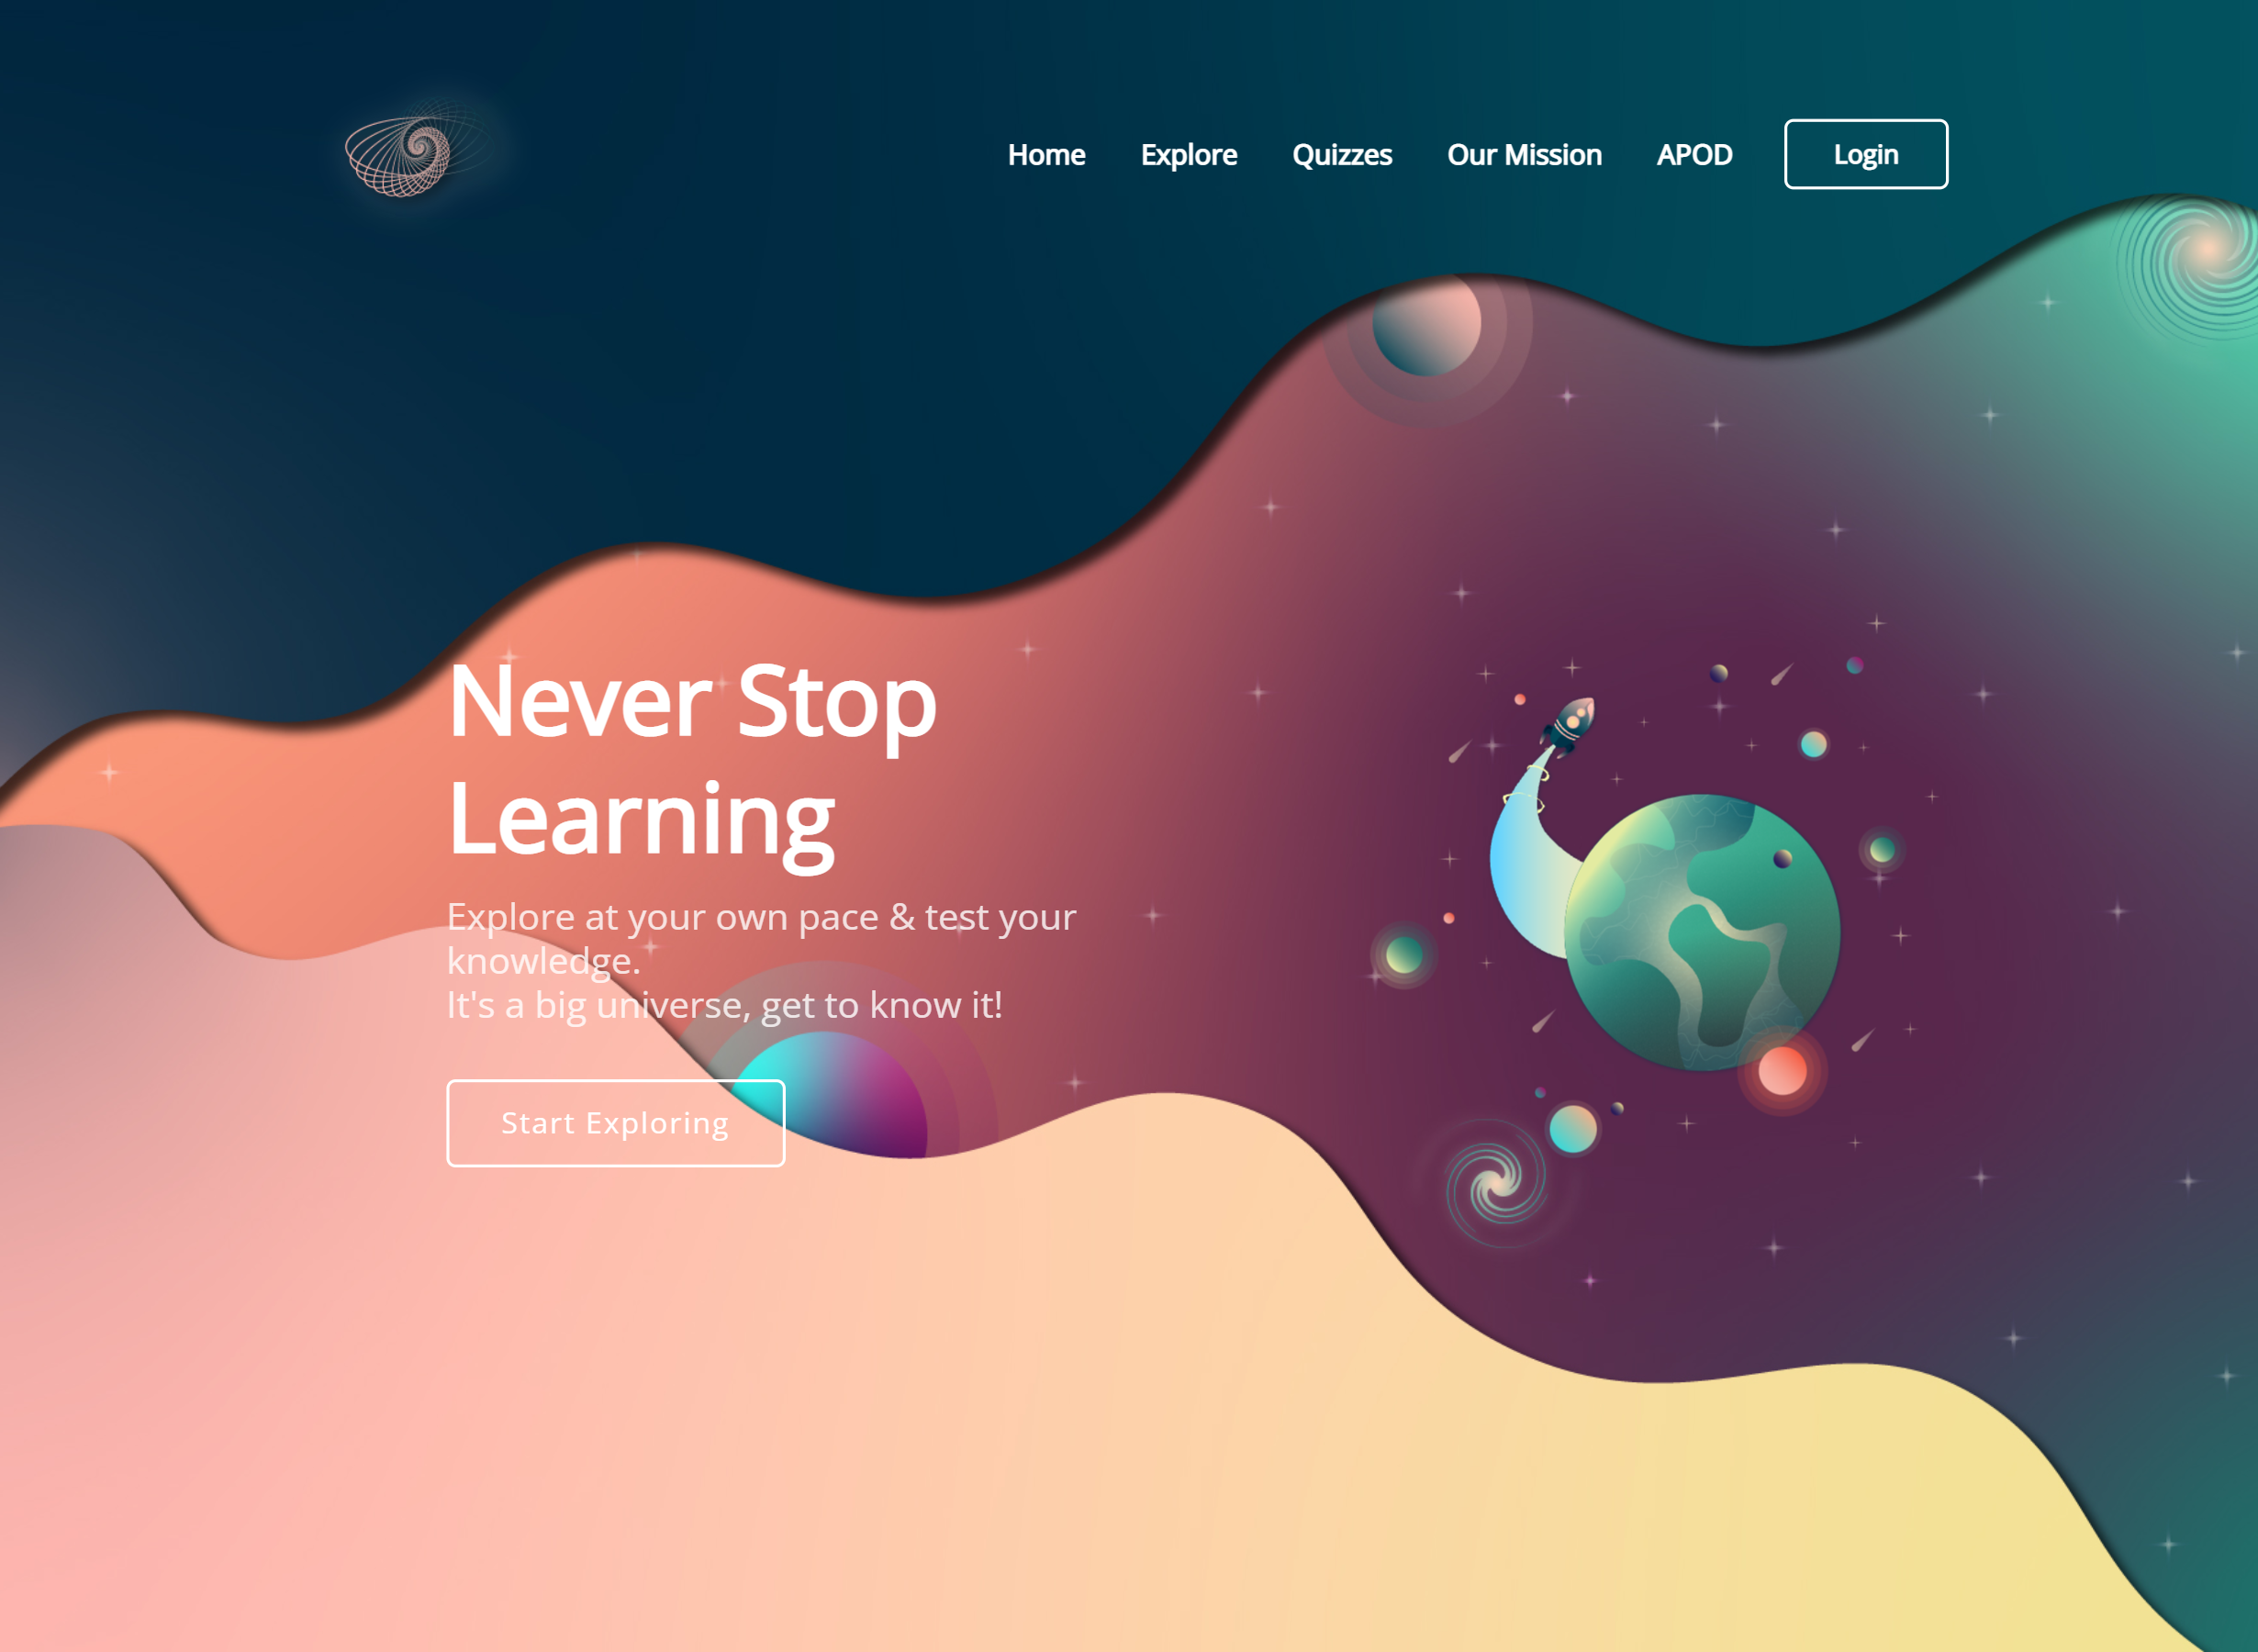 Home Explore Quizzes Our Mission APOD Login
Never Stop
Learning
Explore at your own pace & test your
knowledge.
It's a big universe, get to know it!
Start Exploring